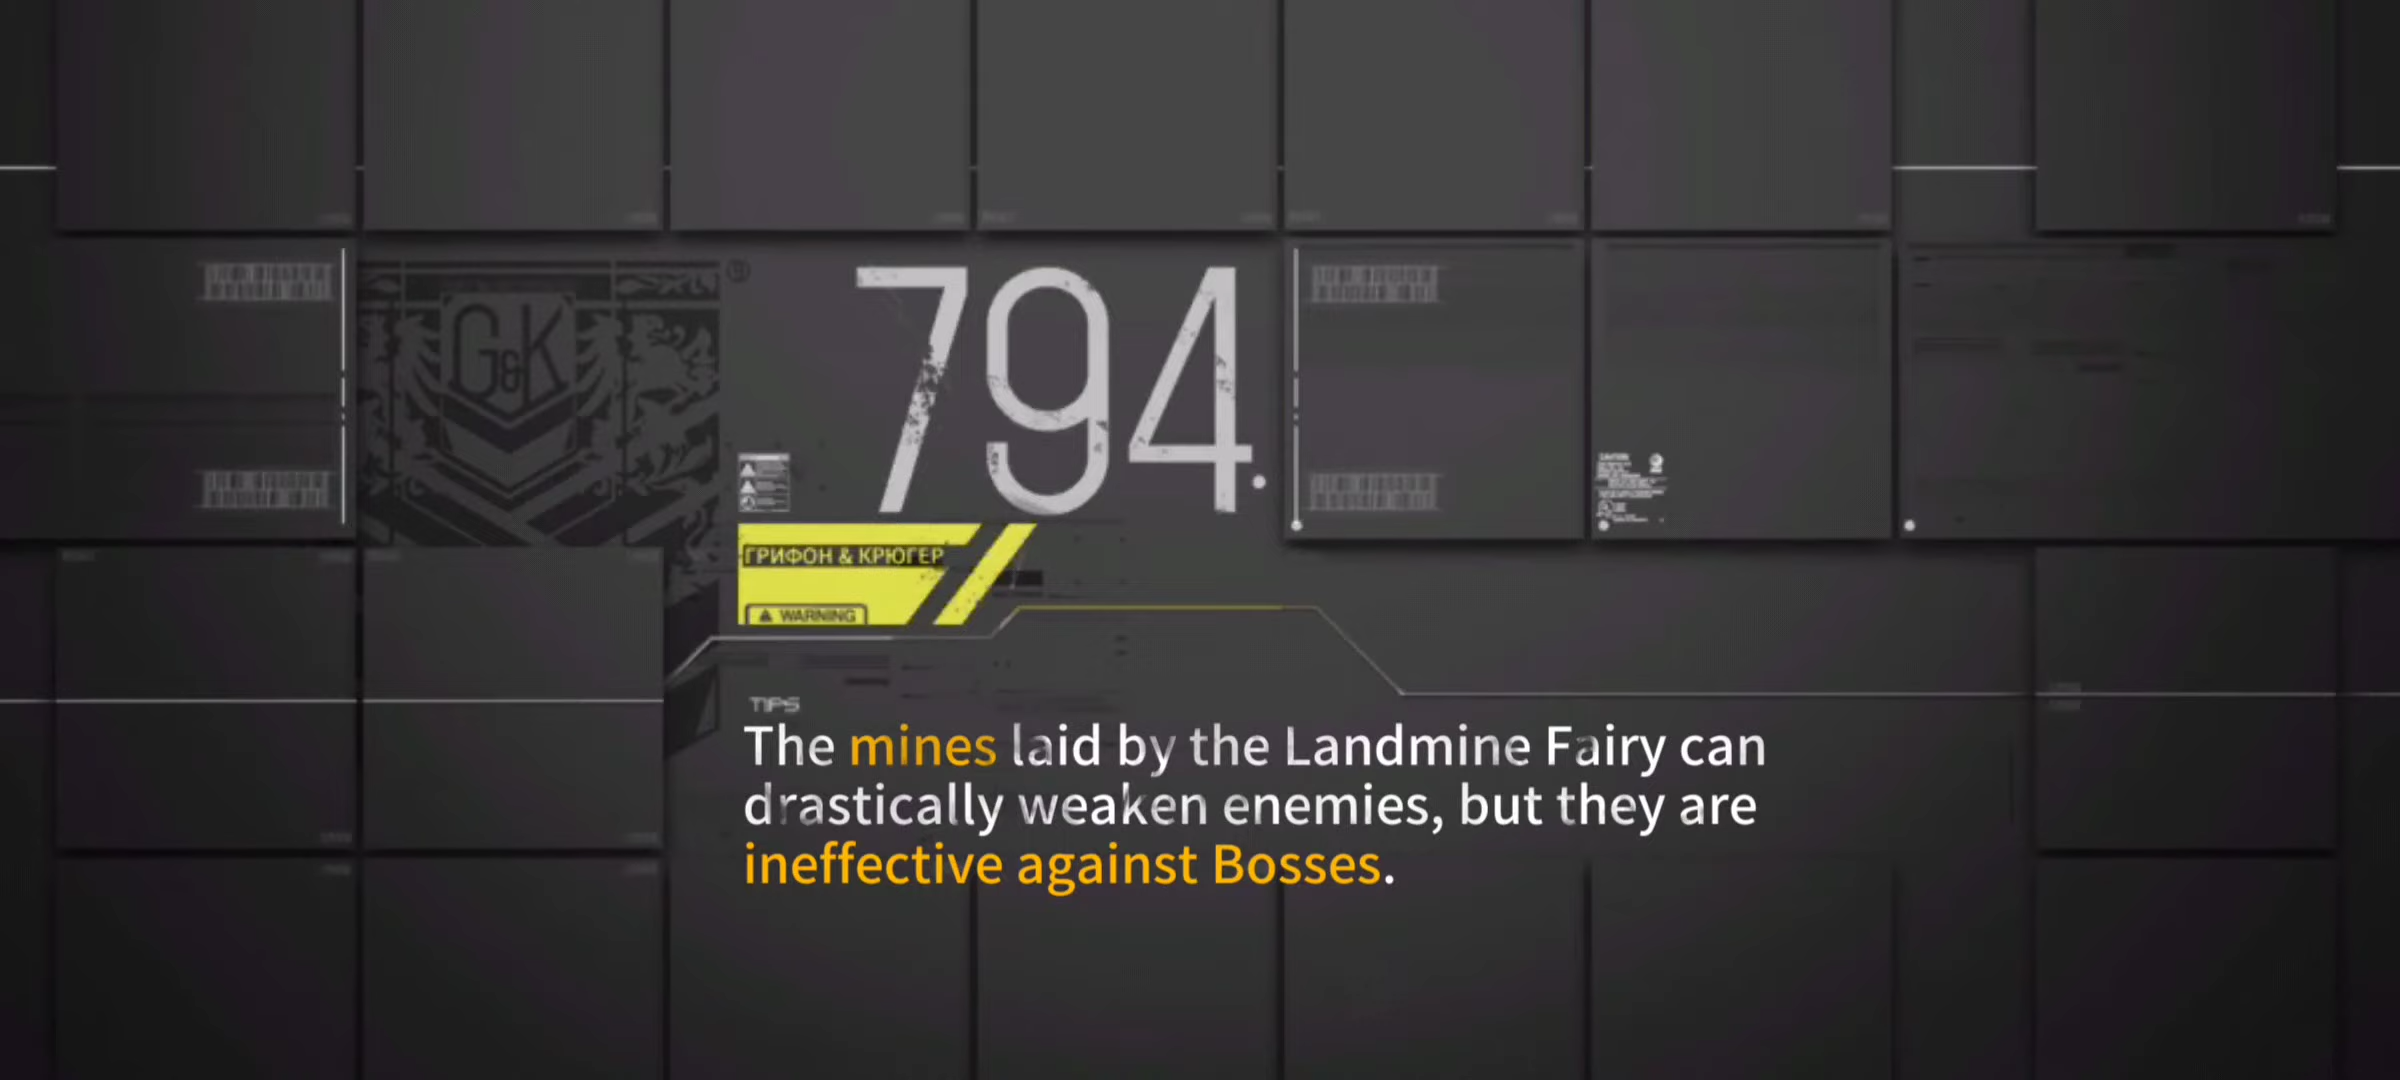 G&K
794.
ГРИФОН & КРЮГЕР
WARNING
TIPS
The mines laid by the Landmine Fairy can
drastically weaken enemies, but they are
ineffective against Bosses.